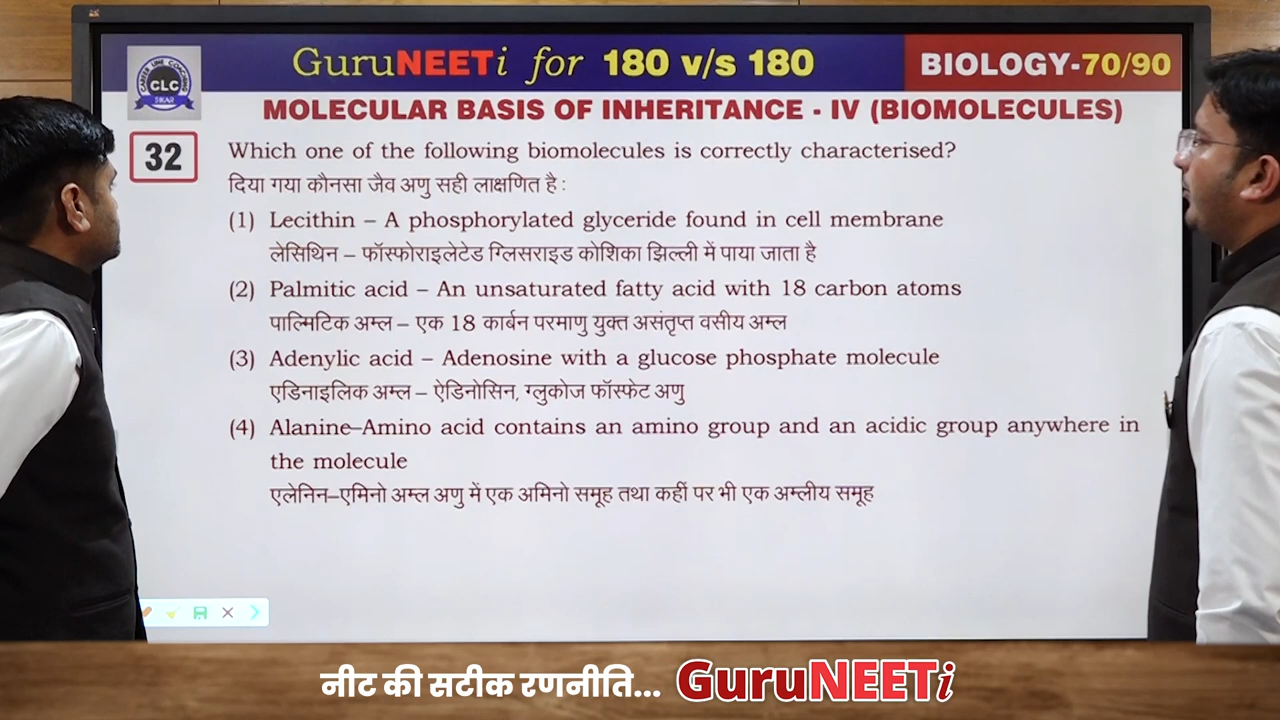 GuruNEETi for 180 v/s 180
BIOLOGY-70/90
CAREER LINE COACHING
CLC
SIKAR
MOLECULAR BASIS OF INHERITANCE - IV (BIOMOLECULES)
32
Which one of the following biomolecules is correctly characterised?
दिया गया कौनसा जैव अणु सही लाक्षणित है :
(1) Lecithin – A phosphorylated glyceride found in cell membrane
लेसिथिन – फॉस्फोराइलेटेड ग्लिसराइड कोशिका झिल्ली में पाया जाता है
(2) Palmitic acid – An unsaturated fatty acid with 18 carbon atoms
पाल्मिटिक अम्ल – एक 18 कार्बन परमाणु युक्त असंतृप्त वसीय अम्ल
(3) Adenylic acid – Adenosine with a glucose phosphate molecule
एडिनाइलिक अम्ल – ऐडिनोसिन, ग्लुकोज फॉस्फेट अणु
(4) Alanine–Amino acid contains an amino group and an acidic group anywhere in
the molecule
एलेनिन–एमिनो अम्ल अणु में एक अमिनो समूह तथा कहीं पर भी एक अम्लीय समूह
नीट की सटीक रणनीति... GuruNEETi